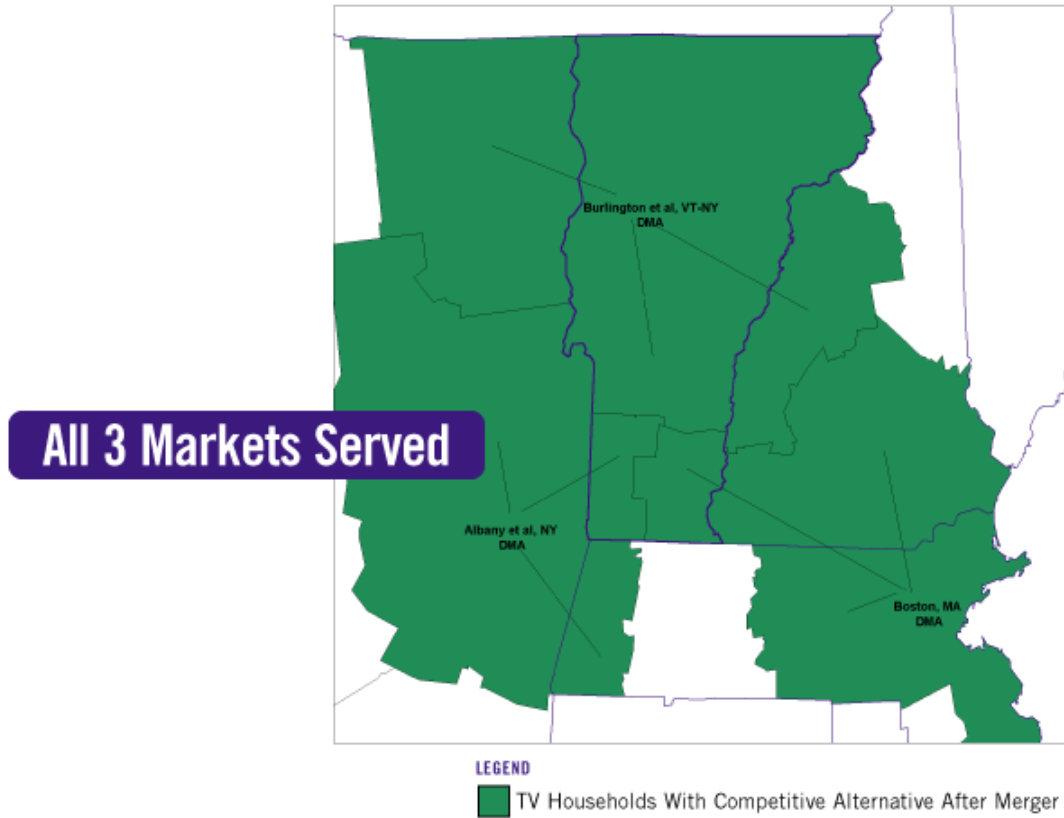 Burlington et al, VT-NY
DMA
All 3 Markets Served
Albany et al, NY
DMA
Boston, MA
DMA
LEGEND
TV Households With Competitive Alternative After Merger